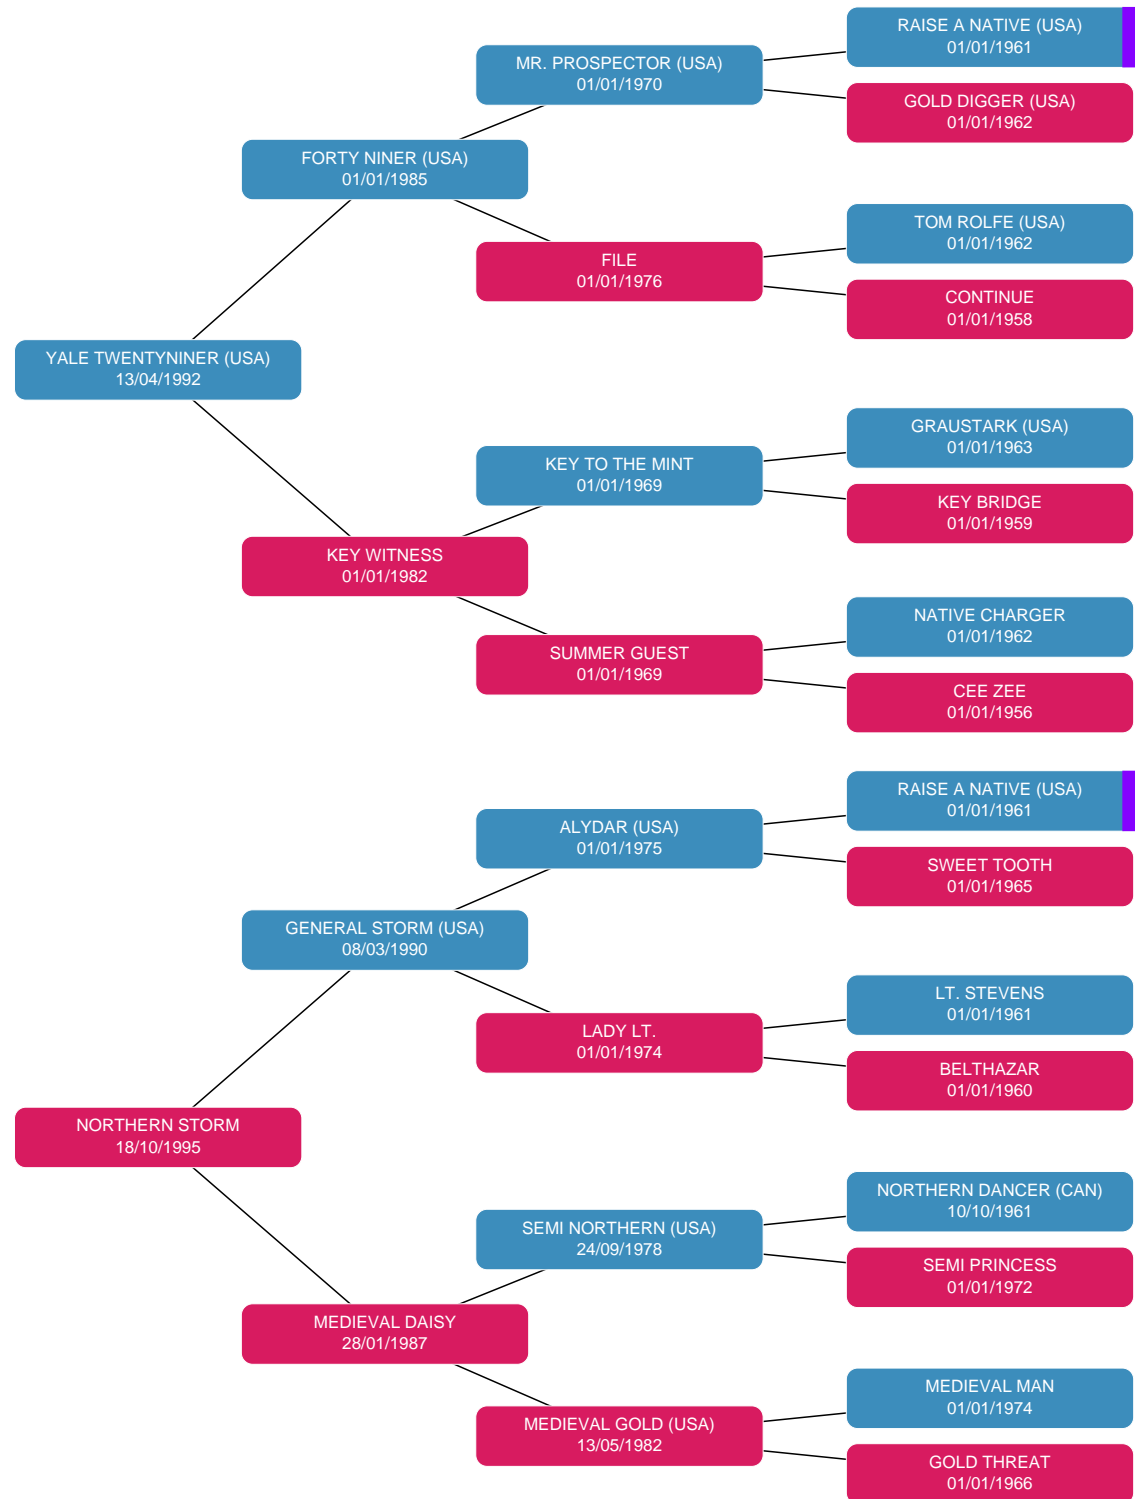 RAISE A NATIVE (USA)
01/01/1961
MR. PROSPECTOR (USA)
01/01/1970
GOLD DIGGER (USA)
01/01/1962
FORTY NINER (USA)
01/01/1985
TOM ROLFE (USA)
01/01/1962
FILE
01/01/1976
CONTINUE
01/01/1958
YALE TWENTYNINER (USA)
13/04/1992
GRAUSTARK (USA)
01/01/1963
KEY TO THE MINT
01/01/1969
KEY BRIDGE
01/01/1959
KEY WITNESS
01/01/1982
NATIVE CHARGER
01/01/1962
SUMMER GUEST
01/01/1969
CEE ZEE
01/01/1956
RAISE A NATIVE (USA)
01/01/1961
ALYDAR (USA)
01/01/1975
SWEET TOOTH
01/01/1965
GENERAL STORM (USA)
08/03/1990
LT. STEVENS
01/01/1961
LADY LT.
01/01/1974
BELTHAZAR
01/01/1960
NORTHERN STORM
18/10/1995
NORTHERN DANCER (CAN)
10/10/1961
SEMI NORTHERN (USA)
24/09/1978
SEMI PRINCESS
01/01/1972
MEDIEVAL DAISY
28/01/1987
MEDIEVAL MAN
01/01/1974
MEDIEVAL GOLD (USA)
13/05/1982
GOLD THREAT
01/01/1966